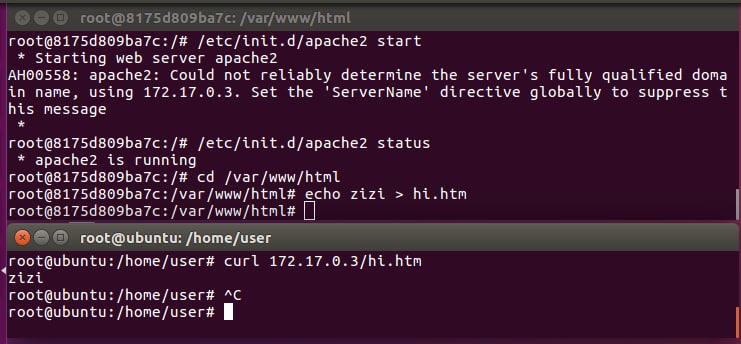 root@8175d809ba7c: /var/www/html
root@8175d809ba7c:/# /etc/init.d/apache2 start
 * Starting web server apache2
AH00558: apache2: Could not reliably determine the server's fully qualified doma
in name, using 172.17.0.3. Set the 'ServerName' directive globally to suppress t
his message
 *
root@8175d809ba7c:/# /etc/init.d/apache2 status
 * apache2 is running
root@8175d809ba7c:/# cd /var/www/html
root@8175d809ba7c:/var/www/html# echo zizi > hi.htm
root@8175d809ba7c:/var/www/html#
root@ubuntu: /home/user
root@ubuntu:/home/user# curl 172.17.0.3/hi.htm
zizi
root@ubuntu:/home/user# ^C
root@ubuntu:/home/user#